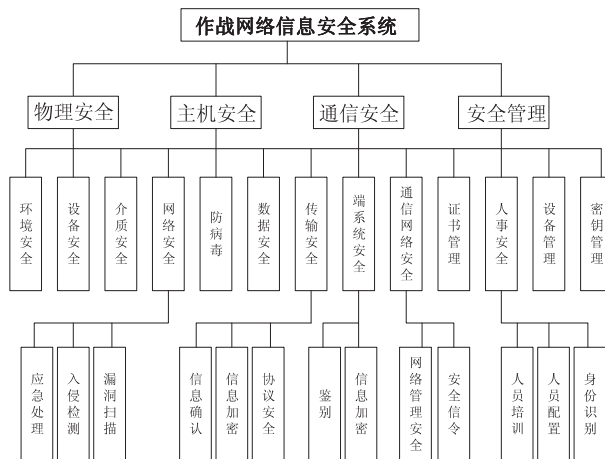 作战网络信息安全系统
物理安全
主机安全
通信安全
安全管理
环境安全
设备安全
介质安全
网络安全
防病毒
数据安全
传输安全
端系统安全
通信网络安全
证书管理
人事安全
设备管理
密钥管理
应急处理
入侵检测
漏洞扫描
信息确认
信息加密
协议安全
鉴别
信息加密
网络管理安全
安全信令
人员培训
人员配置
身份识别